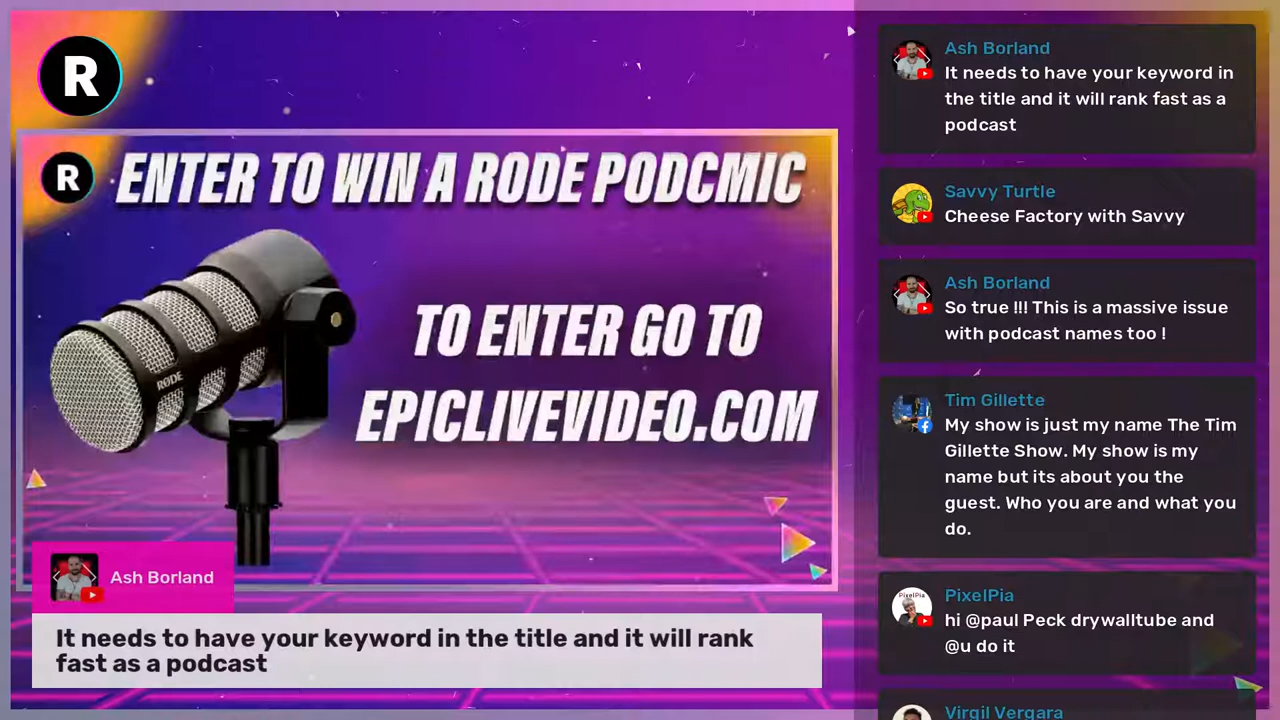 R
R
ENTER TO WIN A RODE PODCMIC
RØDE
TO ENTER GO TO
EPICLIVEVIDEO.COM
Ash Borland
It needs to have your keyword in the title and it will rank
fast as a podcast
Ash Borland
It needs to have your keyword in
the title and it will rank fast as a
podcast
Savvy Turtle
Cheese Factory with Savvy
Ash Borland
So true !!! This is a massive issue
with podcast names too !
Tim Gillette
My show is just my name The Tim
Gillette Show. My show is my
name but its about you the
guest. Who you are and what you
do.
PixelPia
PixelPia
hi @paul Peck drywalltube and
@u do it
Virgil Vergara